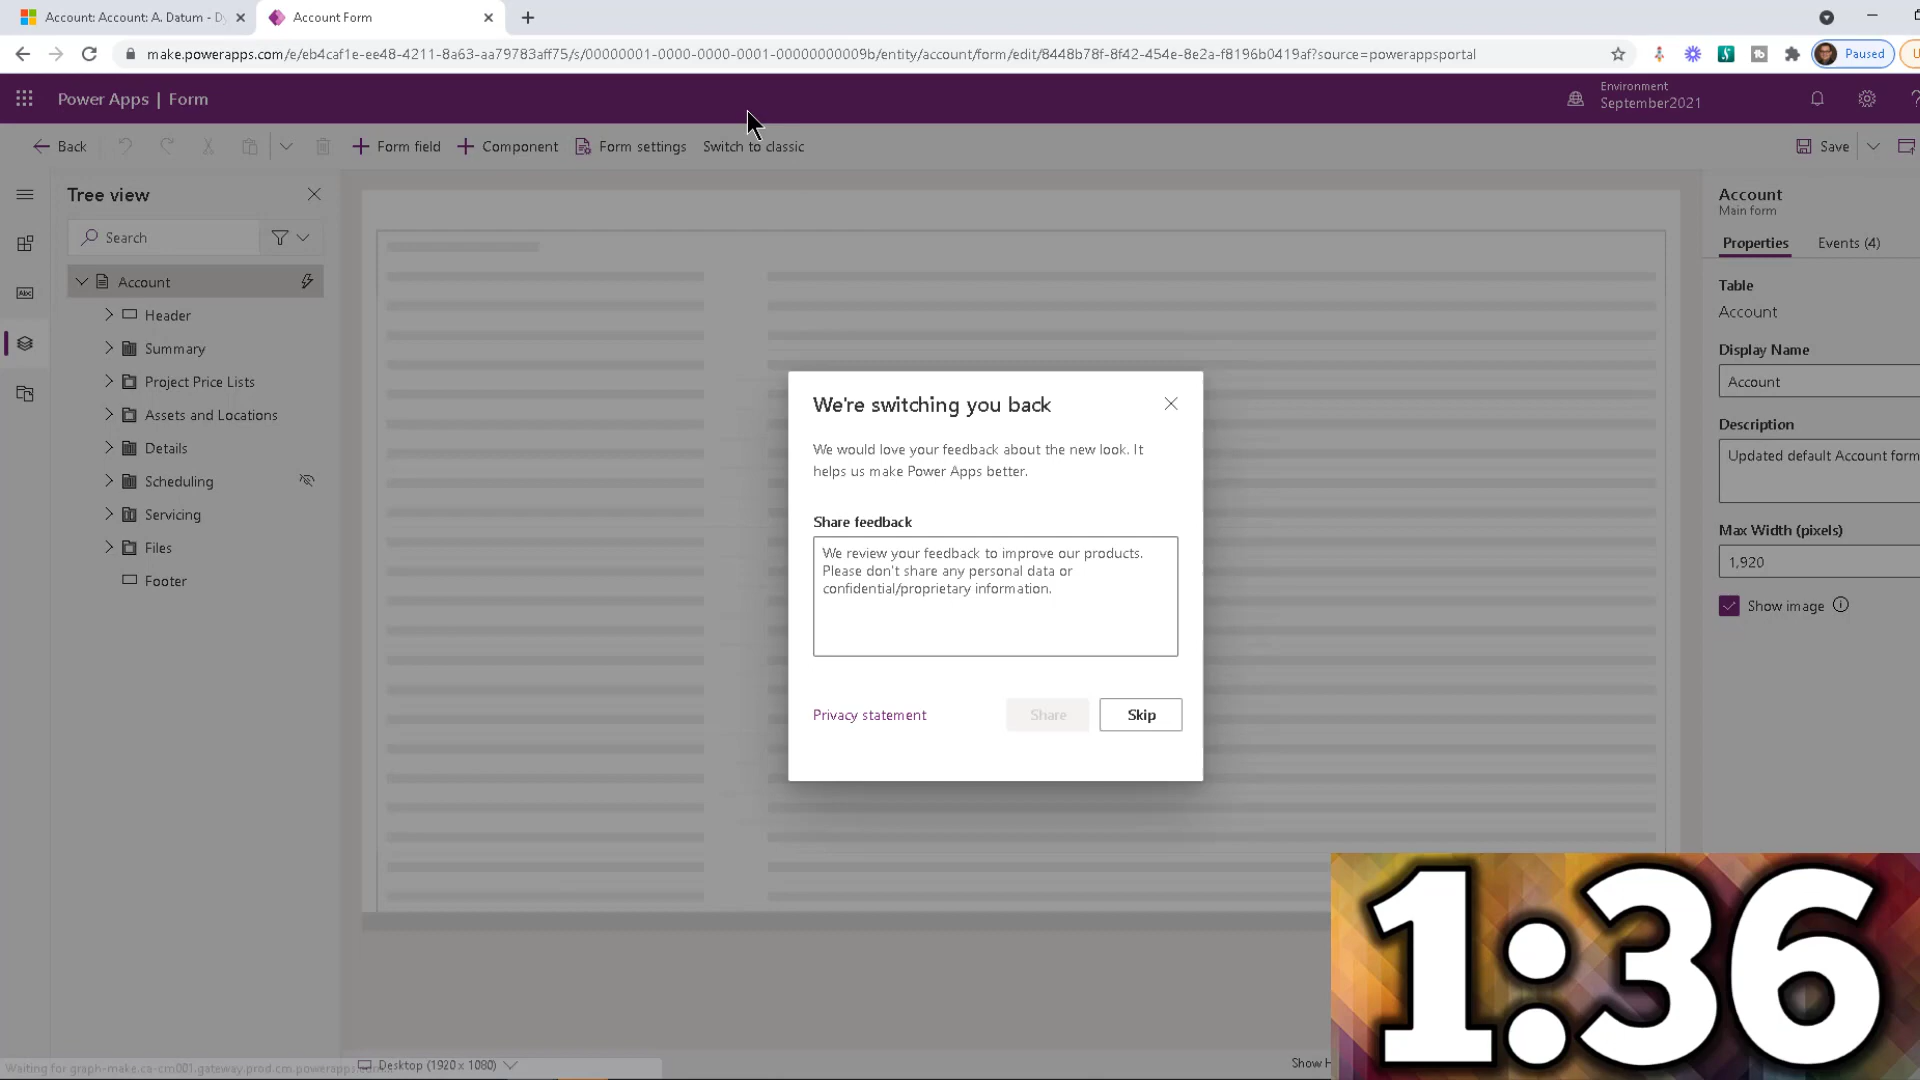 Account: Account: A. Datum - Dy
Account Form
make.powerapps.com/e/eb4caf1e-ee48-4211-8a63-aa79783aff75/s/00000001-0000-0000-0001-00000000009b/entity/account/form/edit/8448b78f-8f42-454e-8e2a-f8196b0419af?source=powerappsportal
Paused
Power Apps | Form
Environment
September2021
Back
Form field
Component
Form settings
Switch to classic
Save
Tree view
Search
Account
Header
Summary
Project Price Lists
Assets and Locations
Details
Scheduling
Servicing
Files
Footer
We're switching you back
We would love your feedback about the new look. It
helps us make Power Apps better.
Share feedback
We review your feedback to improve our products.
Please don't share any personal data or
confidential/proprietary information.
Privacy statement
Share
Skip
Account
Main form
Properties
Events (4)
Table
Account
Display Name
Account
Description
Updated default Account form
Max Width (pixels)
1,920
Show image
Waiting for graph-make.ca-cm001.gateway.prod.cm.powerapps.com...
Desktop (1920 x 1080)
Show H
1:36